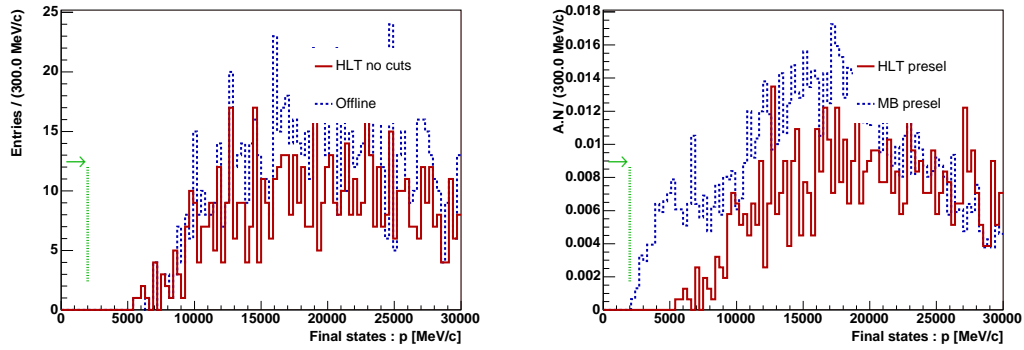 Entries / (300.0 MeV/c)
25
20
15
10
5
0
HLT no cuts
Offline
0 5000 10000 15000 20000 25000 30000
Final states : p [MeV/c]
A.N / (300.0 MeV/c)
0.018
0.016
0.014
0.012
0.010
0.008
0.006
0.004
0.002
0
HLT presel
MB presel
0 5000 10000 15000 20000 25000 30000
Final states : p [MeV/c]